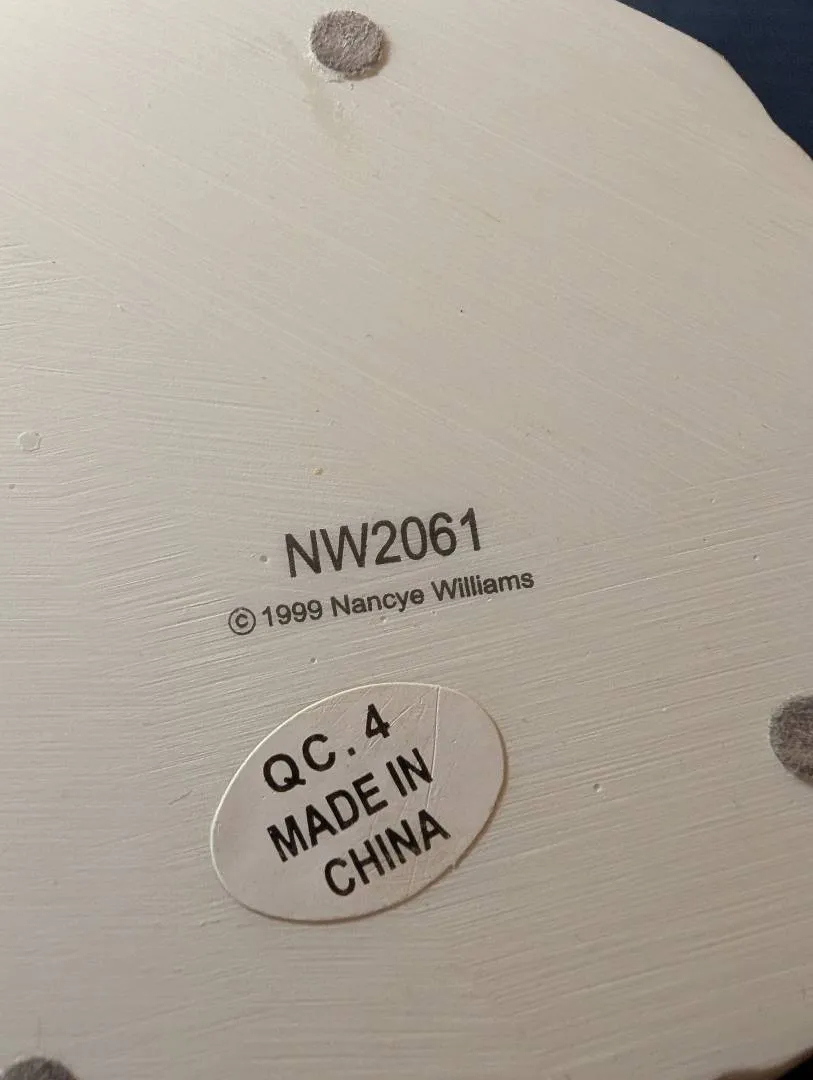 NW2061
© 1999 Nancye Williams
QC.4
MADE IN
CHINA